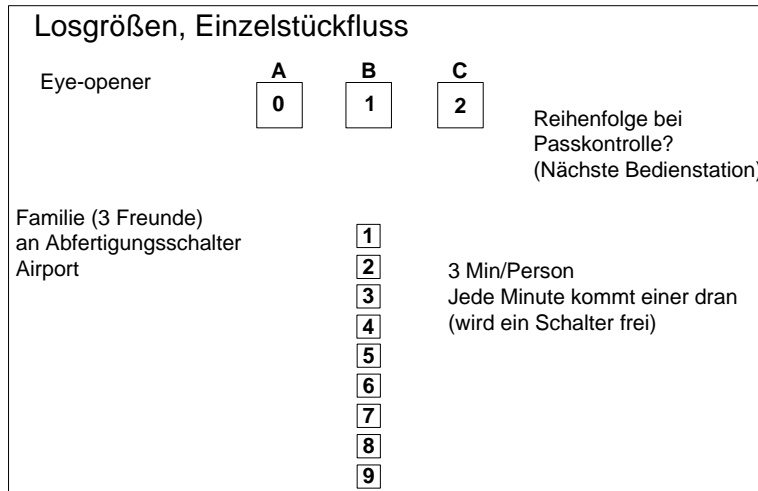 Losgrößen, Einzelstückfluss
Eye-opener
A B C
0 1 2
Reihenfolge bei
Passkontrolle?
(Nächste Bedienstation)
Familie (3 Freunde)
an Abfertigungsschalter
Airport
1
2
3
4
5
6
7
8
9
3 Min/Person
Jede Minute kommt einer dran
(wird ein Schalter frei)